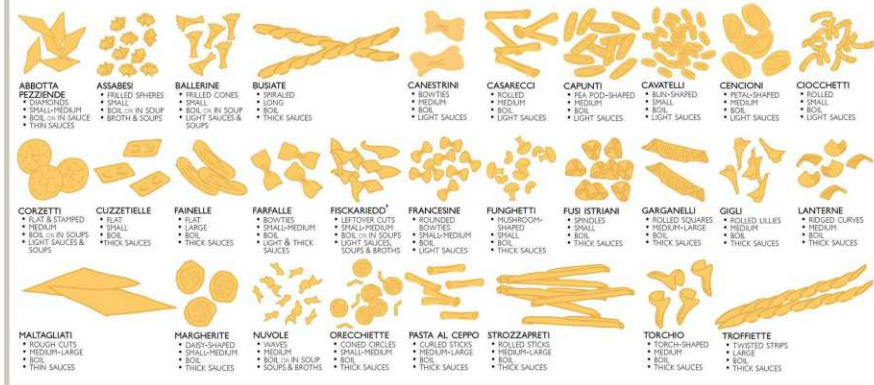 ABBOTTA
PEZZIENDE
• DIAMONDS
• SMALL-MEDIUM
• BOIL OR IN SAUCE
• THIN SAUCES
ASSABESI
• FRILLED SPHERES
• SMALL
• BOIL OR IN SOUP
• BROTH & SOUPS
BALLERINE
• FRILLED CONES
• SMALL
• BOIL OR IN SOUP
• LIGHT SAUCES &
SOUPS
BUSIATE
• SPIRALED
• LONG
• BOIL
• THICK SAUCES
CANESTRINI
• BOWTIES
• MEDIUM
• BOIL
• LIGHT SAUCES
CASARECCI
• ROLLED
• MEDIUM
• BOIL
• LIGHT SAUCES
CAPUNTI
• PEA POD-SHAPED
• MEDIUM
• BOIL
• LIGHT SAUCES
CAVATELLI
• BUN-SHAPED
• SMALL
• BOIL
• LIGHT SAUCES
CENCIONI
• PETAL-SHAPED
• MEDIUM
• BOIL
• LIGHT SAUCES
CIOCCHETTI
• ROLLED
• SMALL
• BOIL
• LIGHT SAUCES
CORZETTI
• FLAT & STAMPED
• MEDIUM
• BOIL OR IN SOUPS
• LIGHT SAUCES &
SOUPS
CUZZETIELLE
• FLAT
• SMALL
• BOIL
• THICK SAUCES
FAINELLE
• FLAT
• LARGE
• BOIL
• THICK SAUCES
FARFALLE
• BOWTIES
• SMALL-MEDIUM
• BOIL
• LIGHT & THICK
SAUCES
FISCKARIEDD'
• LEFTOVER CUTS
• SMALL-MEDIUM
• BOIL OR IN SOUPS
• LIGHT SAUCES,
SOUPS & BROTHS
FRANCESINE
• ROUNDED
BOWTIES
• SMALL-MEDIUM
• BOIL
• LIGHT SAUCES
FUNGHETTI
• MUSHROOM-
SHAPED
• SMALL
• BOIL
• THICK SAUCES
FUSI ISTRIANI
• SPINDLES
• SMALL
• BOIL
• THICK SAUCES
GARGANELLI
• ROLLED SQUARES
• MEDIUM-LARGE
• BOIL
• THICK SAUCES
GIGLI
• ROLLED LILLIES
• MEDIUM
• BOIL
• THICK SAUCES
LANTERNE
• RIDGED CURVES
• MEDIUM
• BOIL
• THICK SAUCES
MALTAGLIATI
• ROUGH CUTS
• MEDIUM-LARGE
• BOIL
• THIN SAUCES
MARGHERITE
• DAISY-SHAPED
• SMALL-MEDIUM
• BOIL
• THICK SAUCES
NUVOLE
• WAVES
• MEDIUM
• BOIL OR IN SOUP
• SOUPS & BROTHS
ORECCHIETTE
• CONED CIRCLES
• SMALL-MEDIUM
• BOIL
• THICK SAUCES
PASTA AL CEPPO
• CURLED STICKS
• MEDIUM-LARGE
• BOIL
• THICK SAUCES
STROZZAPRETI
• ROLLED STICKS
• MEDIUM-LARGE
• BOIL
• THICK SAUCES
TORCHIO
• TORCH-SHAPED
• MEDIUM
• BOIL
• THICK SAUCES
TROFFIETTE
• TWISTED STRIPS
• LARGE
• BOIL
• THICK SAUCES